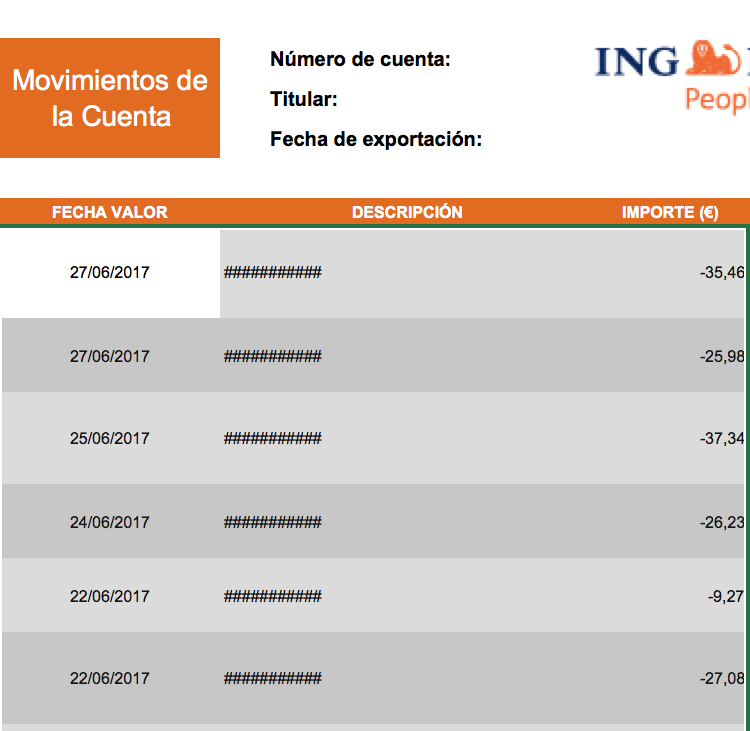 Movimientos de
la Cuenta
Número de cuenta:
Titular:
Fecha de exportación:
ING
Peopl
FECHA VALOR DESCRIPCIÓN IMPORTE (€)
27/06/2017 ########### -35,46
27/06/2017 ########### -25,98
25/06/2017 ########### -37,34
24/06/2017 ########### -26,23
22/06/2017 ########### -9,27
22/06/2017 ########### -27,08